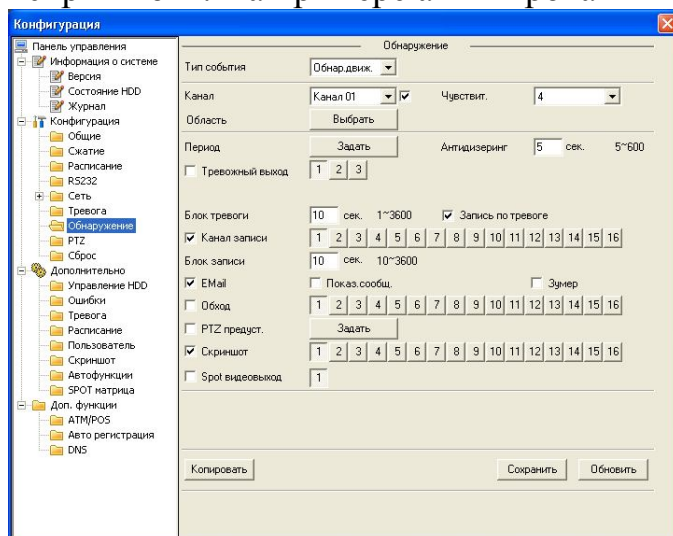 Конфигурация
Панель управления
Информация о системе
Версия
Состояние HDD
Журнал
Конфигурация
Общие
Сжатие
Расписание
RS232
Сеть
Тревога
Обнаружение
PTZ
Сброс
Дополнительно
Управление HDD
Ошибки
Тревога
Расписание
Пользователь
Скриншот
Автофункции
SPOT матрица
Доп. функции
ATM/POS
Авто регистрация
DNS
Обнаружение
Тип события Обнар.движ.
Канал Канал 01 Чувствит. 4
Область Выбрать
Период Задать Антидизеринг 5 сек. 5~600
Тревожный выход 1 2 3
Блок тревоги 10 сек. 1~3600 Запись по тревоге
Канал записи 1 2 3 4 5 6 7 8 9 10 11 12 13 14 15 16
Блок записи 10 сек. 10~3600
EMail Показ.сообщ. Зумер
Обход 1 2 3 4 5 6 7 8 9 10 11 12 13 14 15 16
PTZ предуст. Задать
Скриншот 1 2 3 4 5 6 7 8 9 10 11 12 13 14 15 16
Spot видеовыход 1
Копировать Сохранить Обновить